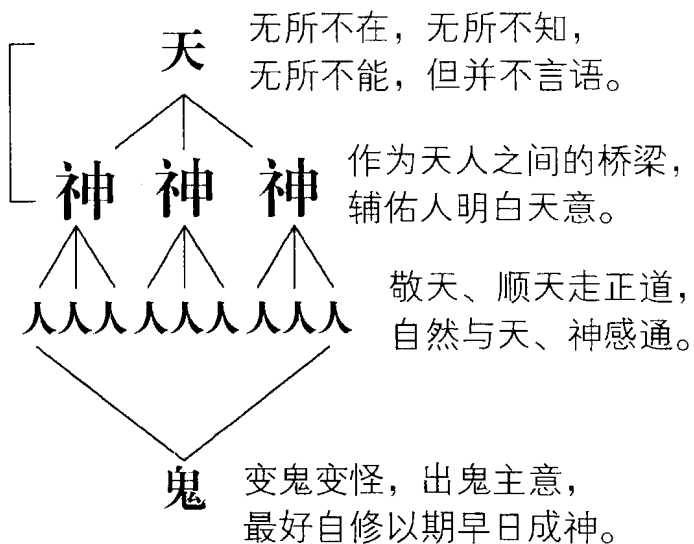 天
无所不在，无所不知，
无所不能，但并不言语。
神 神 神
作为天人之间的桥梁，
辅佑人明白天意。
人人人 人人人 人人人
敬天、顺天走正道，
自然与天、神感通。
鬼
变鬼变怪，出鬼主意，
最好自修以期早日成神。